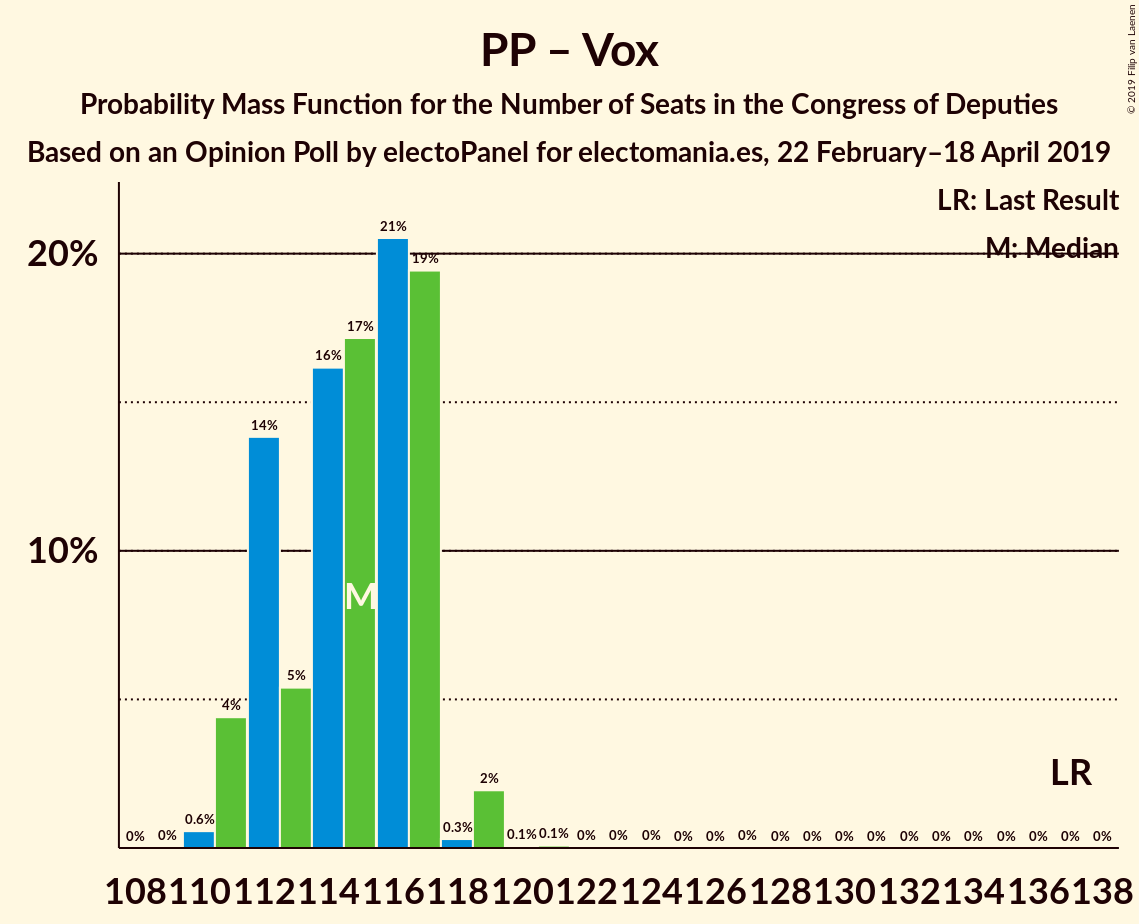 PP – Vox
Probability Mass Function for the Number of Seats in the Congress of Deputies
Based on an Opinion Poll by electoPanel for electomania.es, 22 February–18 April 2019
© 2019 Filip van Laenen
LR: Last Result
M: Median
20%
10%
0% 0% 0.6% 4% 14% 5% 16% 17% 21% 19% 0.3% 2% 0.1% 0.1% 0% 0% 0% 0% 0% 0% 0% 0% 0% 0% 0% 0% 0% 0% 0% 0% 0%
M
LR
108 110 112 114 116 118 120 122 124 126 128 130 132 134 136 138